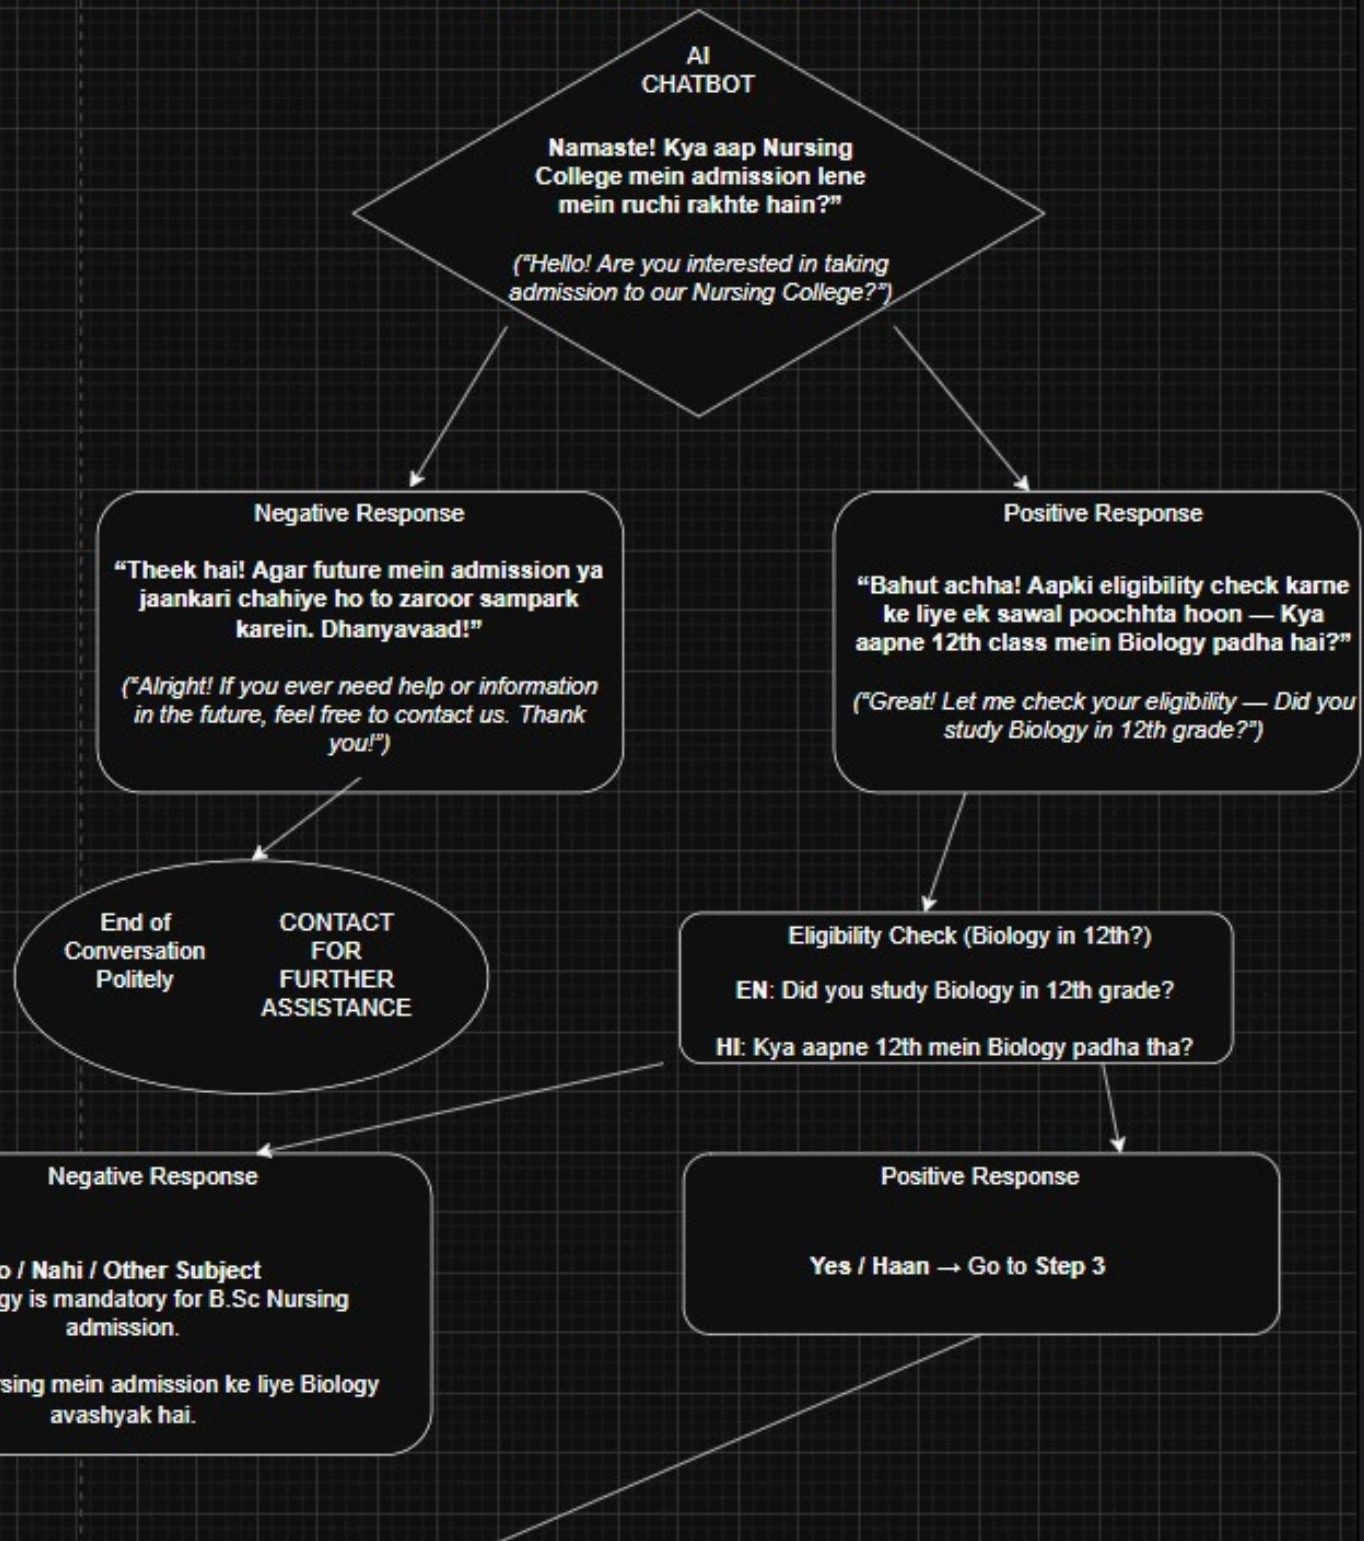 AI
CHATBOT
Namaste! Kya aap Nursing
College mein admission lene
mein ruchi rakhte hain?”
(“Hello! Are you interested in taking
admission to our Nursing College?”)
Negative Response
“Theek hai! Agar future mein admission ya
jaankari chahiye ho to zaroor sampark
karein. Dhanyavaad!”
(“Alright! If you ever need help or information
in the future, feel free to contact us. Thank
you!”)
Positive Response
“Bahut achha! Aapki eligibility check karne
ke liye ek sawal poochhta hoon — Kya
aapne 12th class mein Biology padha hai?”
(“Great! Let me check your eligibility — Did you
study Biology in 12th grade?”)
End of
Conversation
Politely
CONTACT
FOR
FURTHER
ASSISTANCE
Eligibility Check (Biology in 12th?)
EN: Did you study Biology in 12th grade?
HI: Kya aapne 12th mein Biology padha tha?
Negative Response
/ Nahi / Other Subject
is mandatory for B.Sc Nursing
admission.
mein admission ke liye Biology
avashyak hai.
Positive Response
Yes / Haan → Go to Step 3